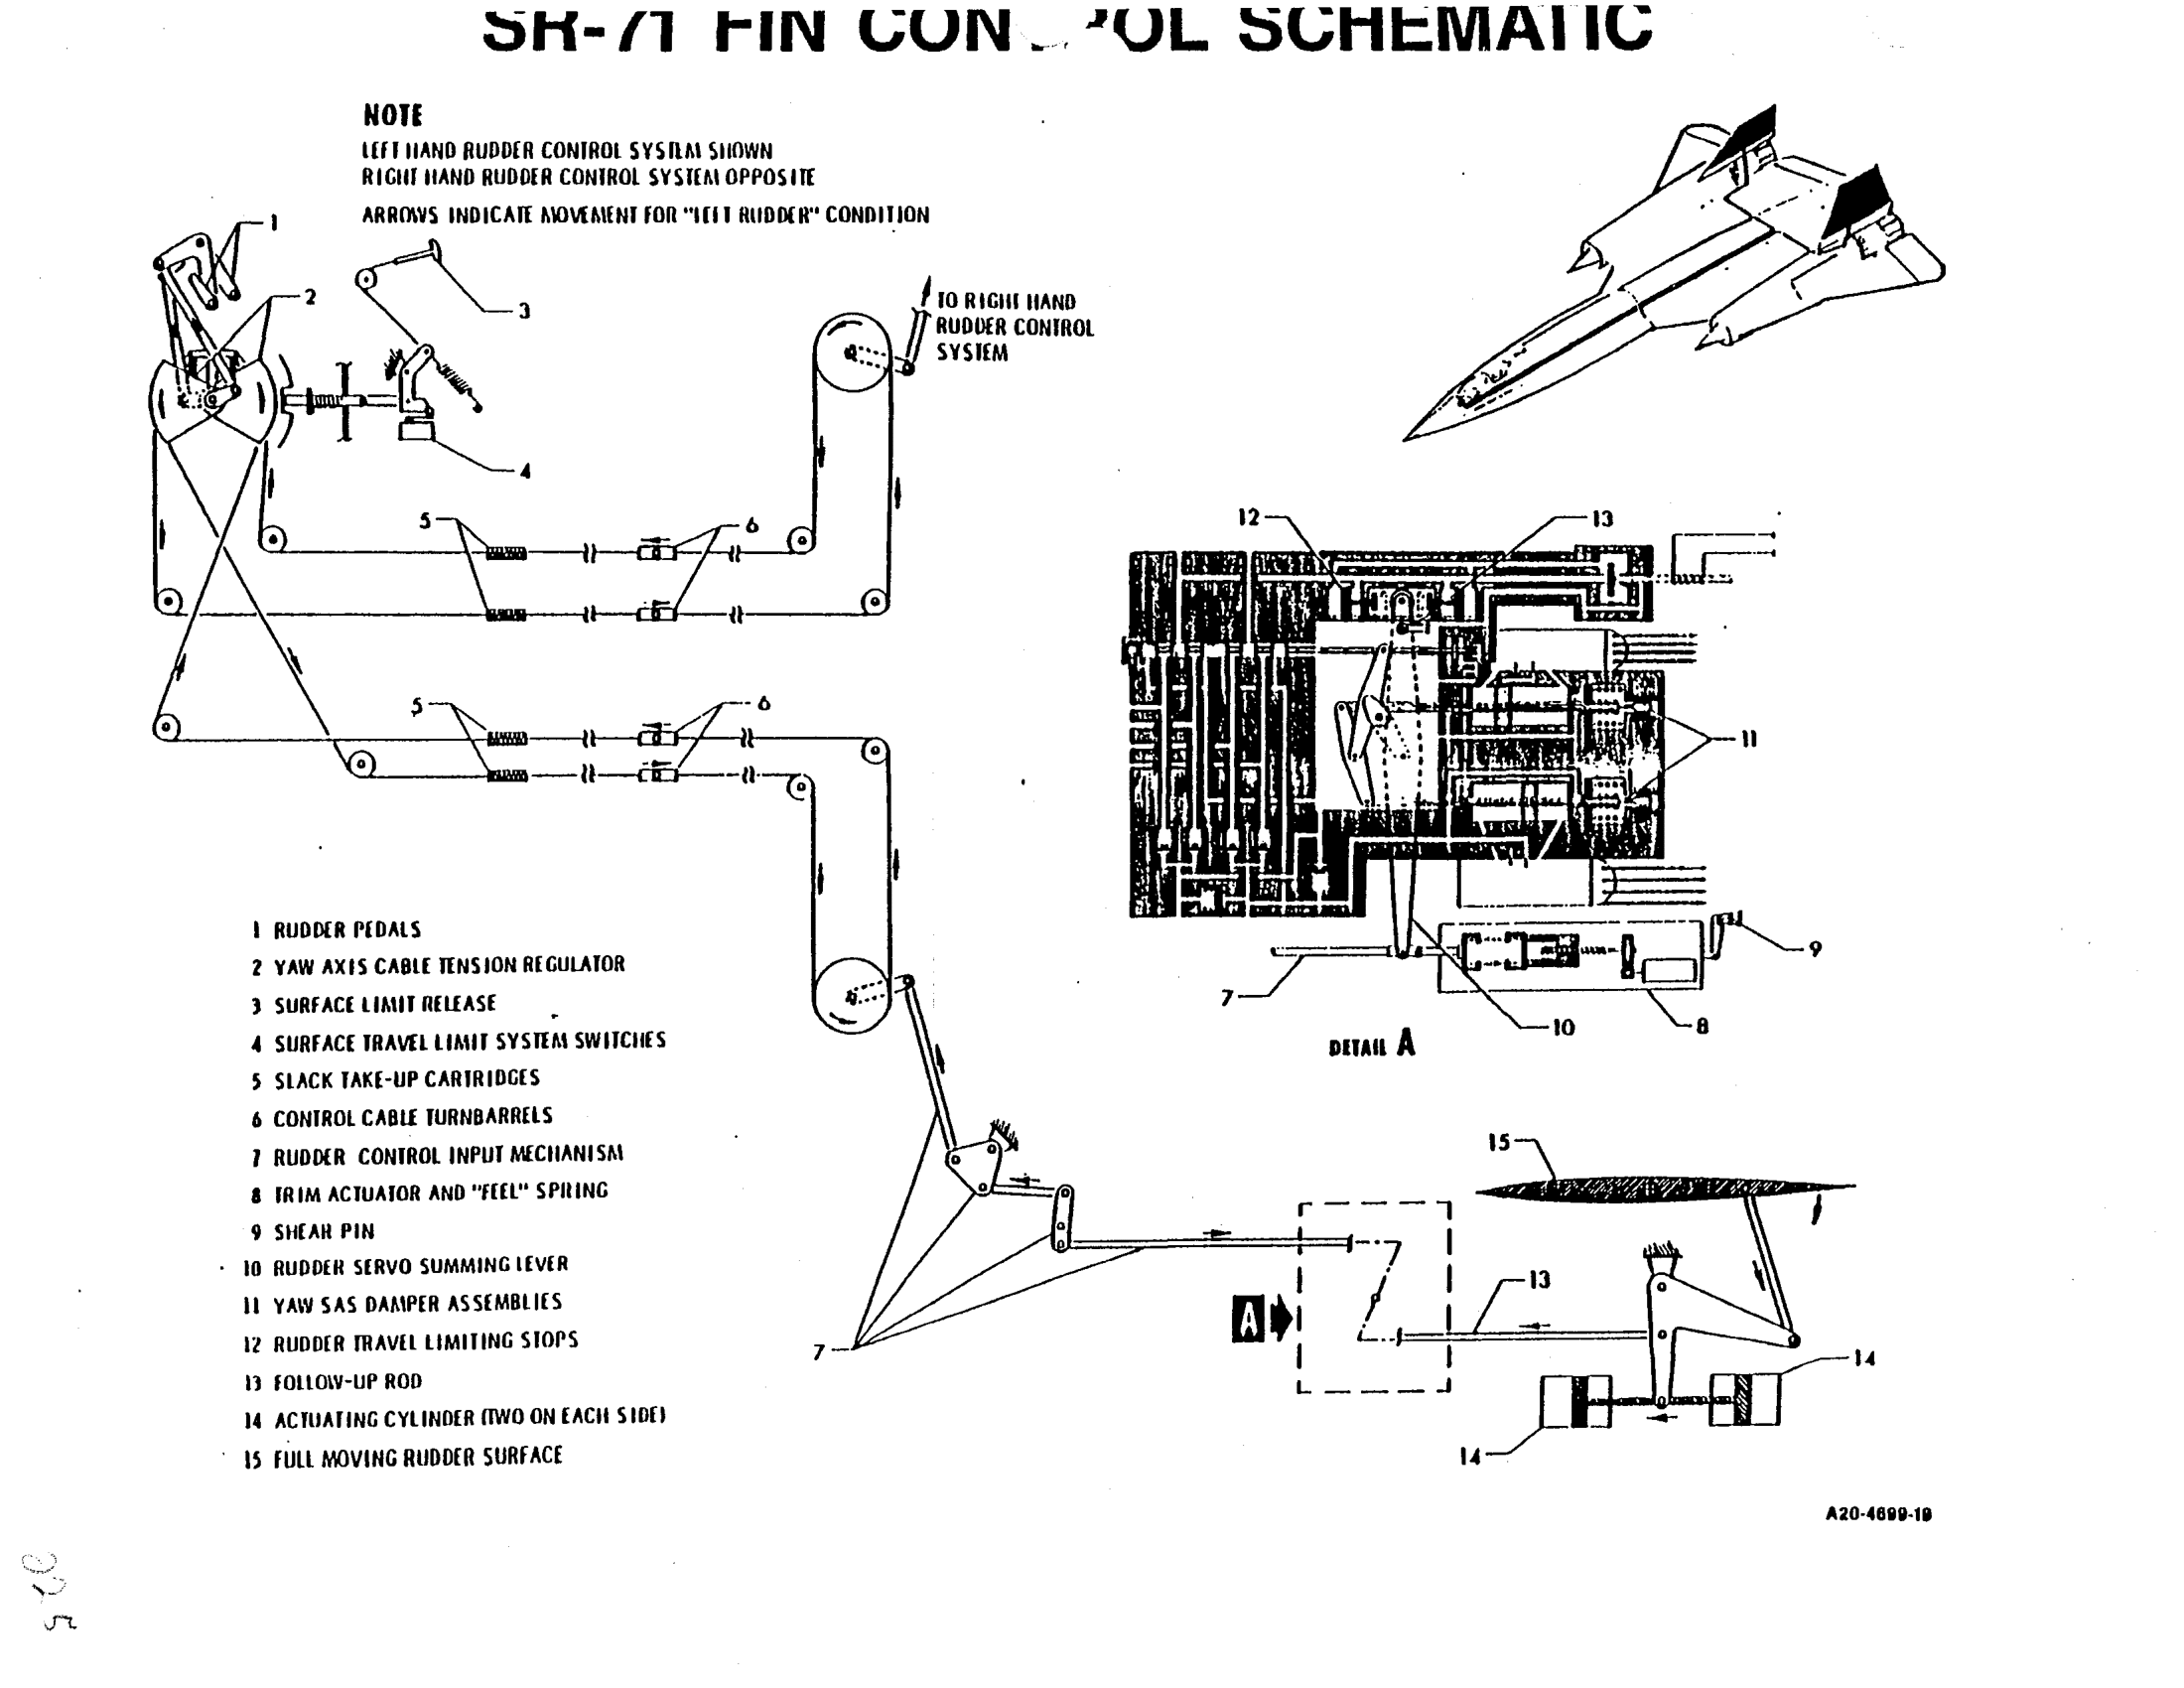 SR-71 FIN CONTROL SCHEMATIC
NOTE
LEFT HAND RUDDER CONTROL SYSTEM SHOWN
RIGHT HAND RUDDER CONTROL SYSTEM OPPOSITE
ARROWS INDICATE MOVEMENT FOR "LEFT RUDDER" CONDITION
1
2
3
4
TO RIGHT HAND
RUDDER CONTROL
SYSTEM
5
6
5
6
12
13
11
9
7
10
8
DETAIL A
1 RUDDER PEDALS
2 YAW AXIS CABLE TENSION REGULATOR
3 SURFACE LIMIT RELEASE
4 SURFACE TRAVEL LIMIT SYSTEM SWITCHES
5 SLACK TAKE-UP CARTRIDGES
6 CONTROL CABLE TURNBARRELS
7 RUDDER CONTROL INPUT MECHANISM
8 TRIM ACTUATOR AND "FEEL" SPRING
9 SHEAR PIN
10 RUDDER SERVO SUMMING LEVER
11 YAW SAS DAMPER ASSEMBLIES
12 RUDDER TRAVEL LIMITING STOPS
13 FOLLOW-UP ROD
14 ACTUATING CYLINDER (TWO ON EACH SIDE)
15 FULL MOVING RUDDER SURFACE
7
A
15
13
14
14
A20-4699-19